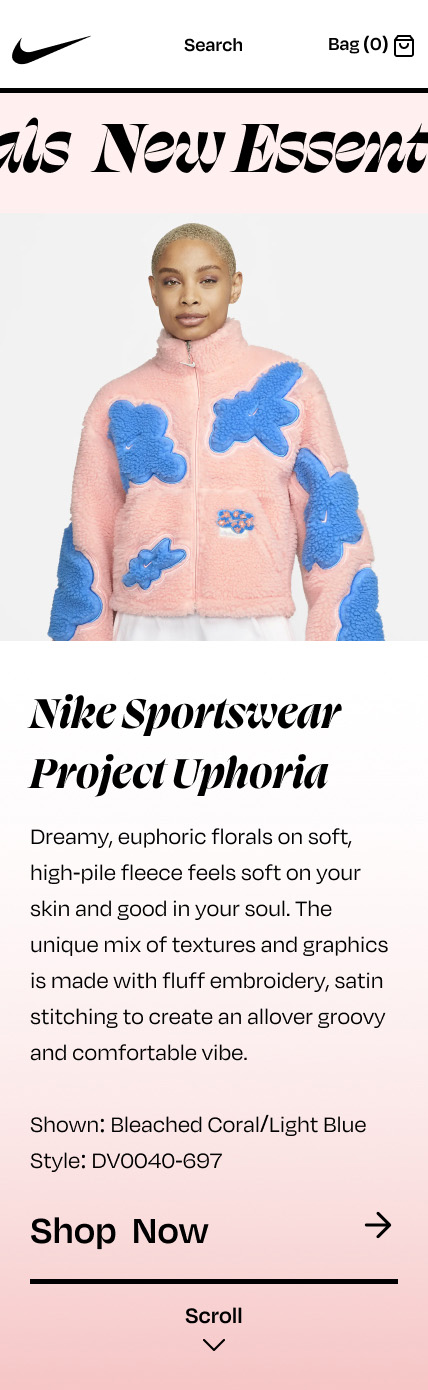 Search
Bag (0)
als New Essent
Nike Sportswear
Project Uphoria
Dreamy, euphoric florals on soft,
high-pile fleece feels soft on your
skin and good in your soul. The
unique mix of textures and graphics
is made with fluff embroidery, satin
stitching to create an allover groovy
and comfortable vibe.
Shown: Bleached Coral/Light Blue
Style: DV0040-697
Shop Now
Scroll